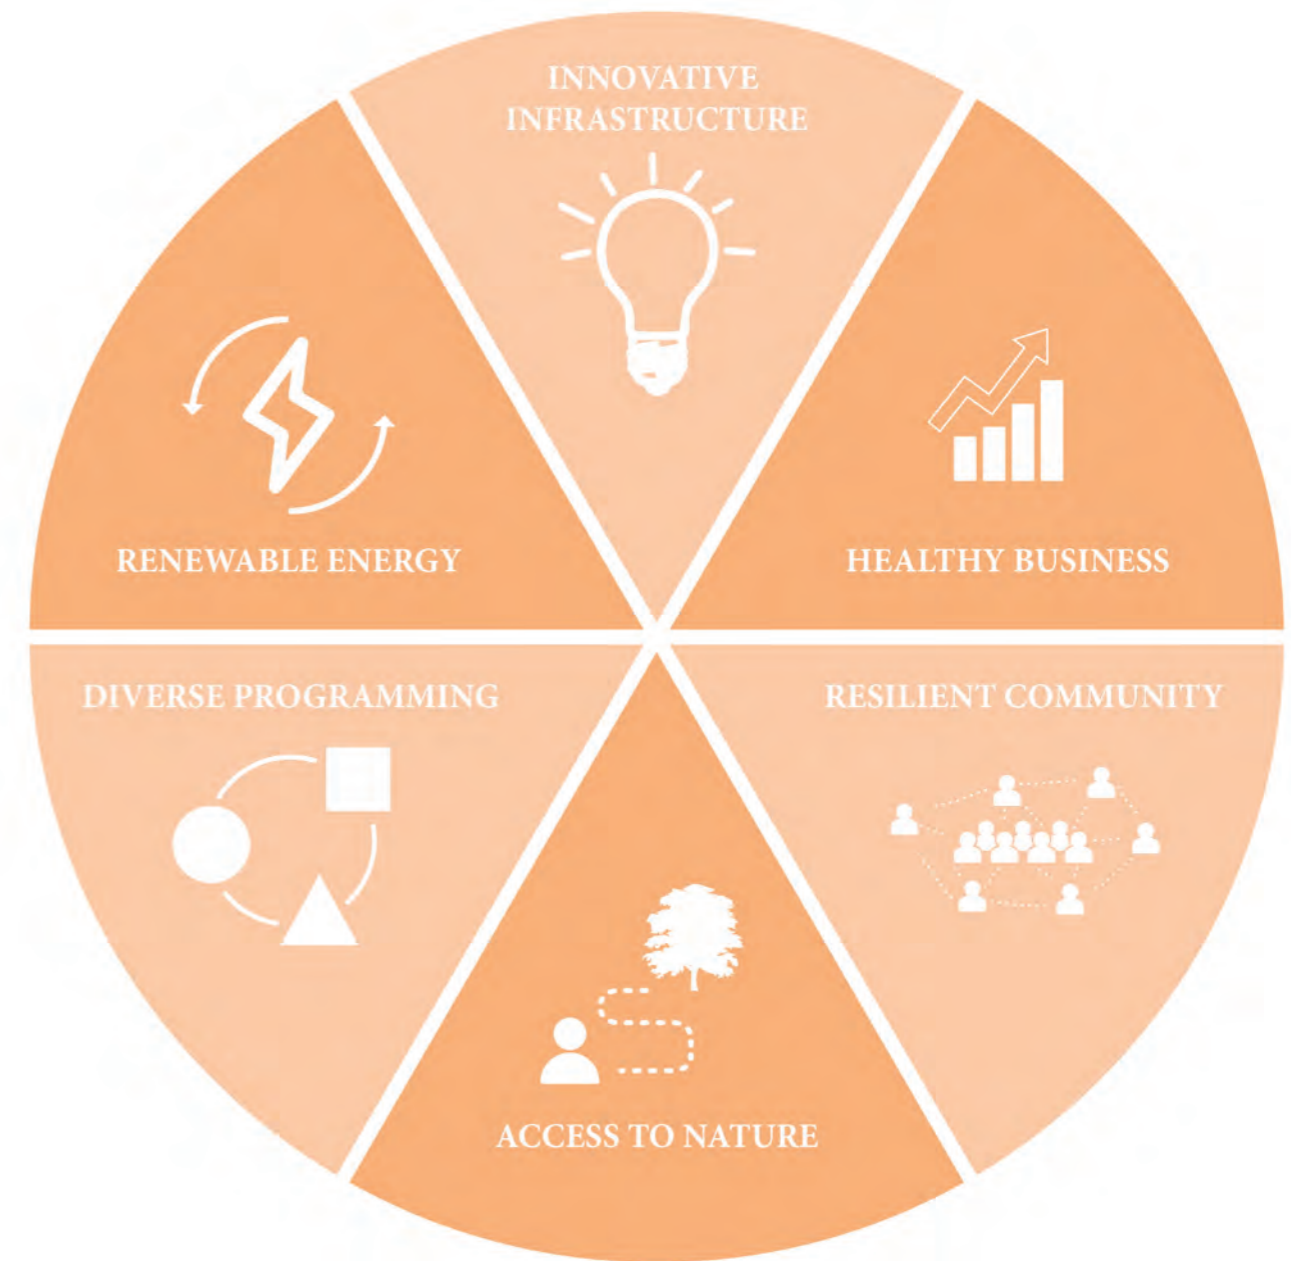 INNOVATIVE
INFRASTRUCTURE
RENEWABLE ENERGY
HEALTHY BUSINESS
DIVERSE PROGRAMMING
RESILIENT COMMUNITY
ACCESS TO NATURE